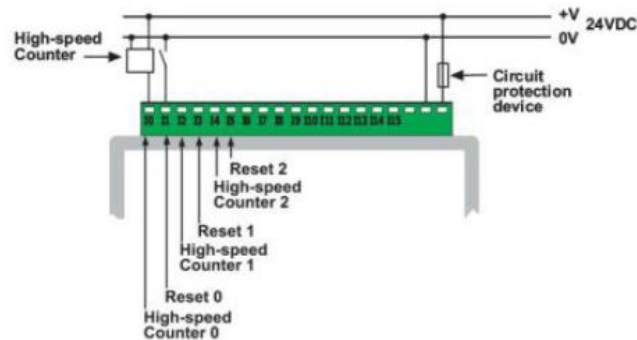 +V
24VDC
0V
High-speed
Counter
Circuit
protection
device
I0 I1 I2 I3 I4 I5 I6 I7 I8 I9 I10 I11 I12 I13 I14 I15
Reset 2
High-speed
Counter 2
Reset 1
High-speed
Counter 1
Reset 0
High-speed
Counter 0